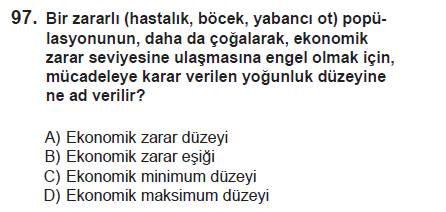 97. Bir zararlı (hastalık, böcek, yabancı ot) popü-
lasyonunun, daha da çoğalarak, ekonomik
zarar seviyesine ulaşmasına engel olmak için,
mücadeleye karar verilen yoğunluk düzeyine
ne ad verilir?
A) Ekonomik zarar düzeyi
B) Ekonomik zarar eşiği
C) Ekonomik minimum düzeyi
D) Ekonomik maksimum düzeyi